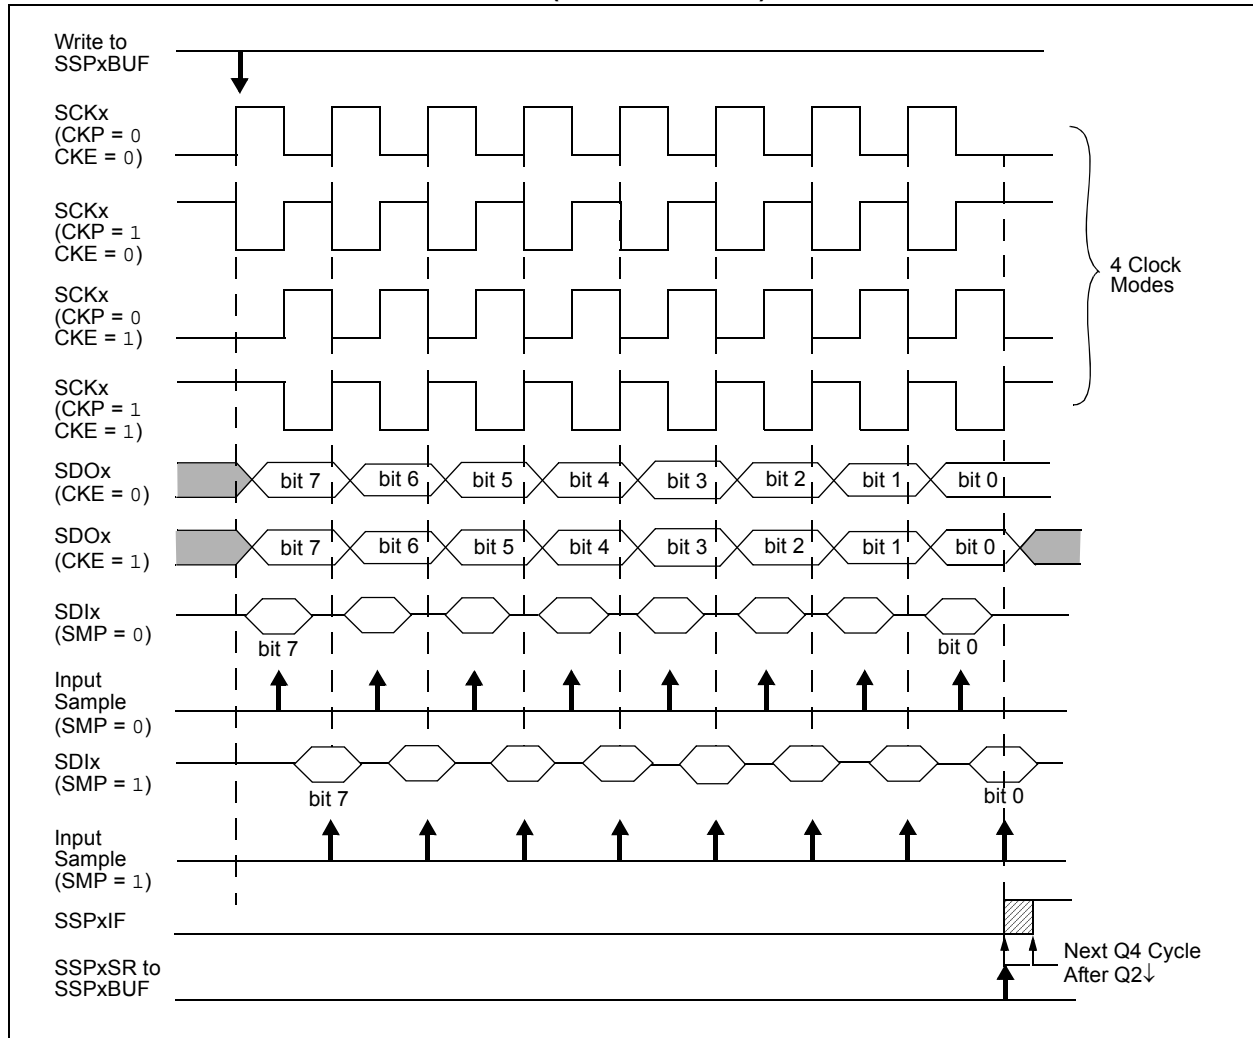 Write to
SSPxBUF
SCKx
(CKP = 0
CKE = 0)
SCKx
(CKP = 1
CKE = 0)
SCKx
(CKP = 0
CKE = 1)
SCKx
(CKP = 1
CKE = 1)
4 Clock
Modes
SDOx
(CKE = 0)
bit 7 bit 6 bit 5 bit 4 bit 3 bit 2 bit 1 bit 0
SDOx
(CKE = 1)
bit 7 bit 6 bit 5 bit 4 bit 3 bit 2 bit 1 bit 0
SDIx
(SMP = 0)
bit 7 bit 0
Input
Sample
(SMP = 0)
SDIx
(SMP = 1)
bit 7 bit 0
Input
Sample
(SMP = 1)
SSPxIF
SSPxSR to
SSPxBUF
Next Q4 Cycle
After Q2↓